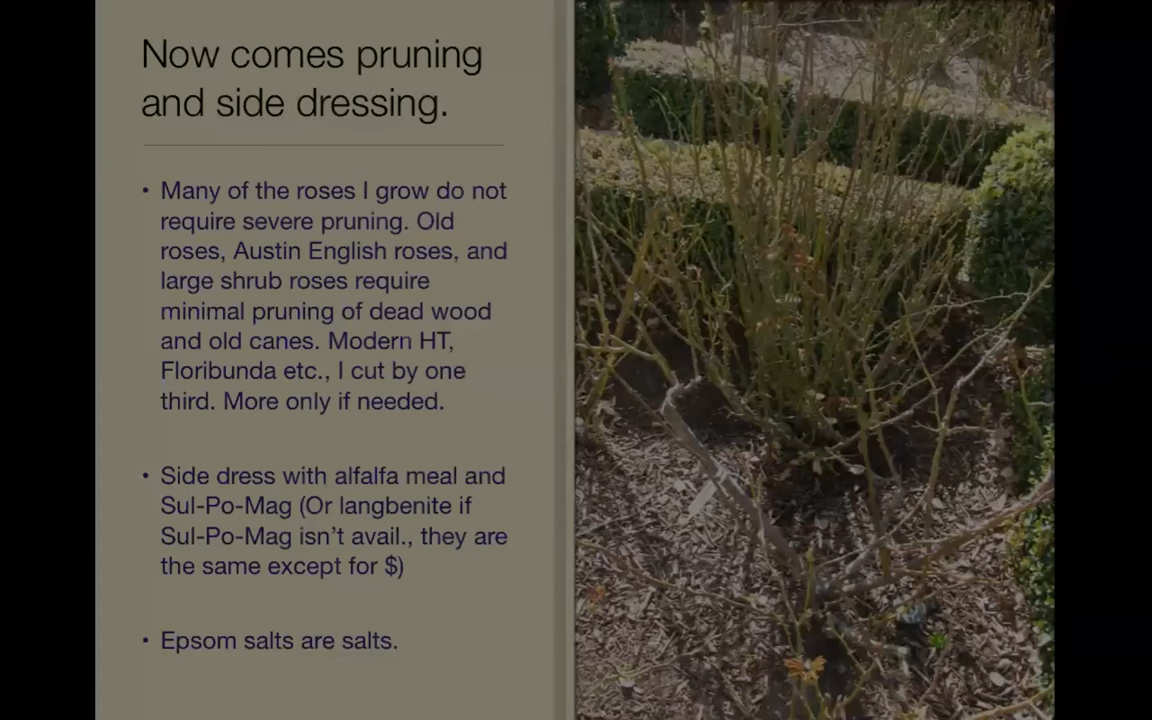 Now comes pruning
and side dressing.
• Many of the roses I grow do not
require severe pruning. Old
roses, Austin English roses, and
large shrub roses require
minimal pruning of dead wood
and old canes. Modern HT,
Floribunda etc., I cut by one
third. More only if needed.
• Side dress with alfalfa meal and
Sul-Po-Mag (Or langbenite if
Sul-Po-Mag isn’t avail., they are
the same except for $)
• Epsom salts are salts.